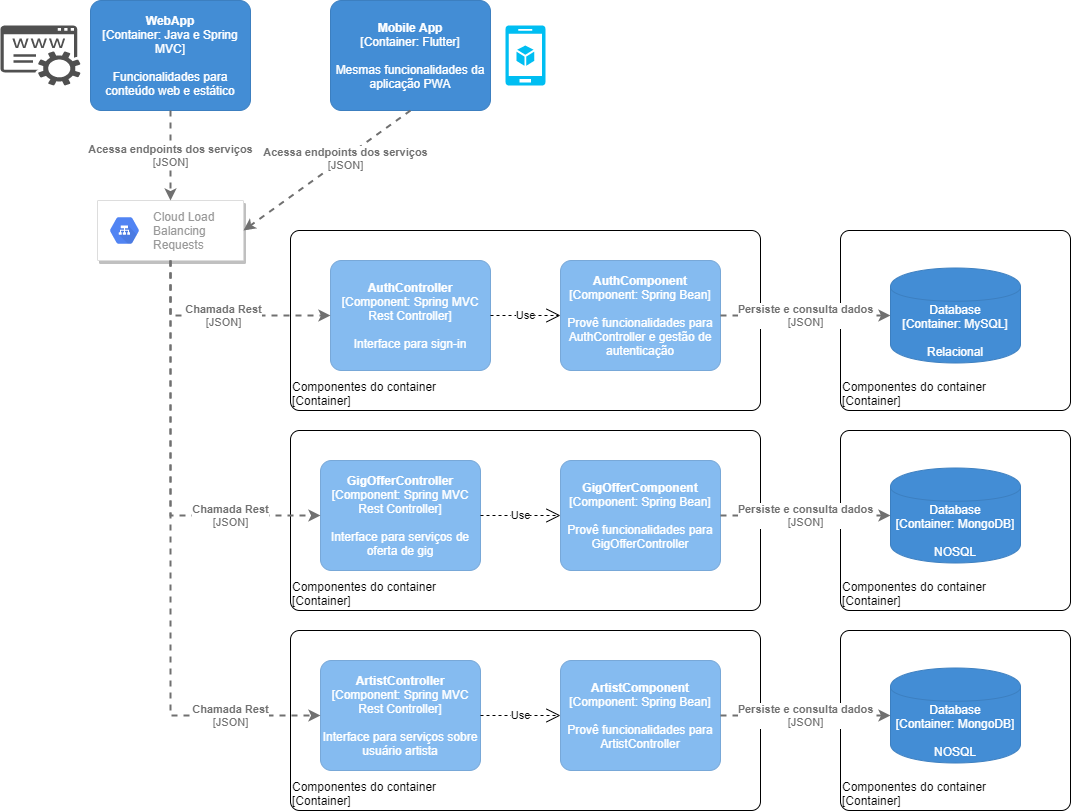 WWW
WebApp
[Container: Java e Spring
MVC]
Funcionalidades para
conteúdo web e estático
Mobile App
[Container: Flutter]
Mesmas funcionalidades da
aplicação PWA
Acessa endpoints dos serviços
[JSON]
Acessa endpoints dos serviços
[JSON]
Cloud Load
Balancing
Requests
Chamada Rest
[JSON]
AuthController
[Component: Spring MVC
Rest Controller]
Interface para sign-in
Use
AuthComponent
[Component: Spring Bean]
Provê funcionalidades para
AuthController e gestão de
autenticação
Componentes do container
[Container]
Persiste e consulta dados
[JSON]
Database
[Container: MySQL]
Relacional
Componentes do container
[Container]
Chamada Rest
[JSON]
GigOfferController
[Component: Spring MVC
Rest Controller]
Interface para serviços de
oferta de gig
Use
GigOfferComponent
[Component: Spring Bean]
Provê funcionalidades para
GigOfferController
Componentes do container
[Container]
Persiste e consulta dados
[JSON]
Database
[Container: MongoDB]
NOSQL
Componentes do container
[Container]
Chamada Rest
[JSON]
ArtistController
[Component: Spring MVC
Rest Controller]
Interface para serviços sobre
usuário artista
Use
ArtistComponent
[Component: Spring Bean]
Provê funcionalidades para
ArtistController
Componentes do container
[Container]
Persiste e consulta dados
[JSON]
Database
[Container: MongoDB]
NOSQL
Componentes do container
[Container]